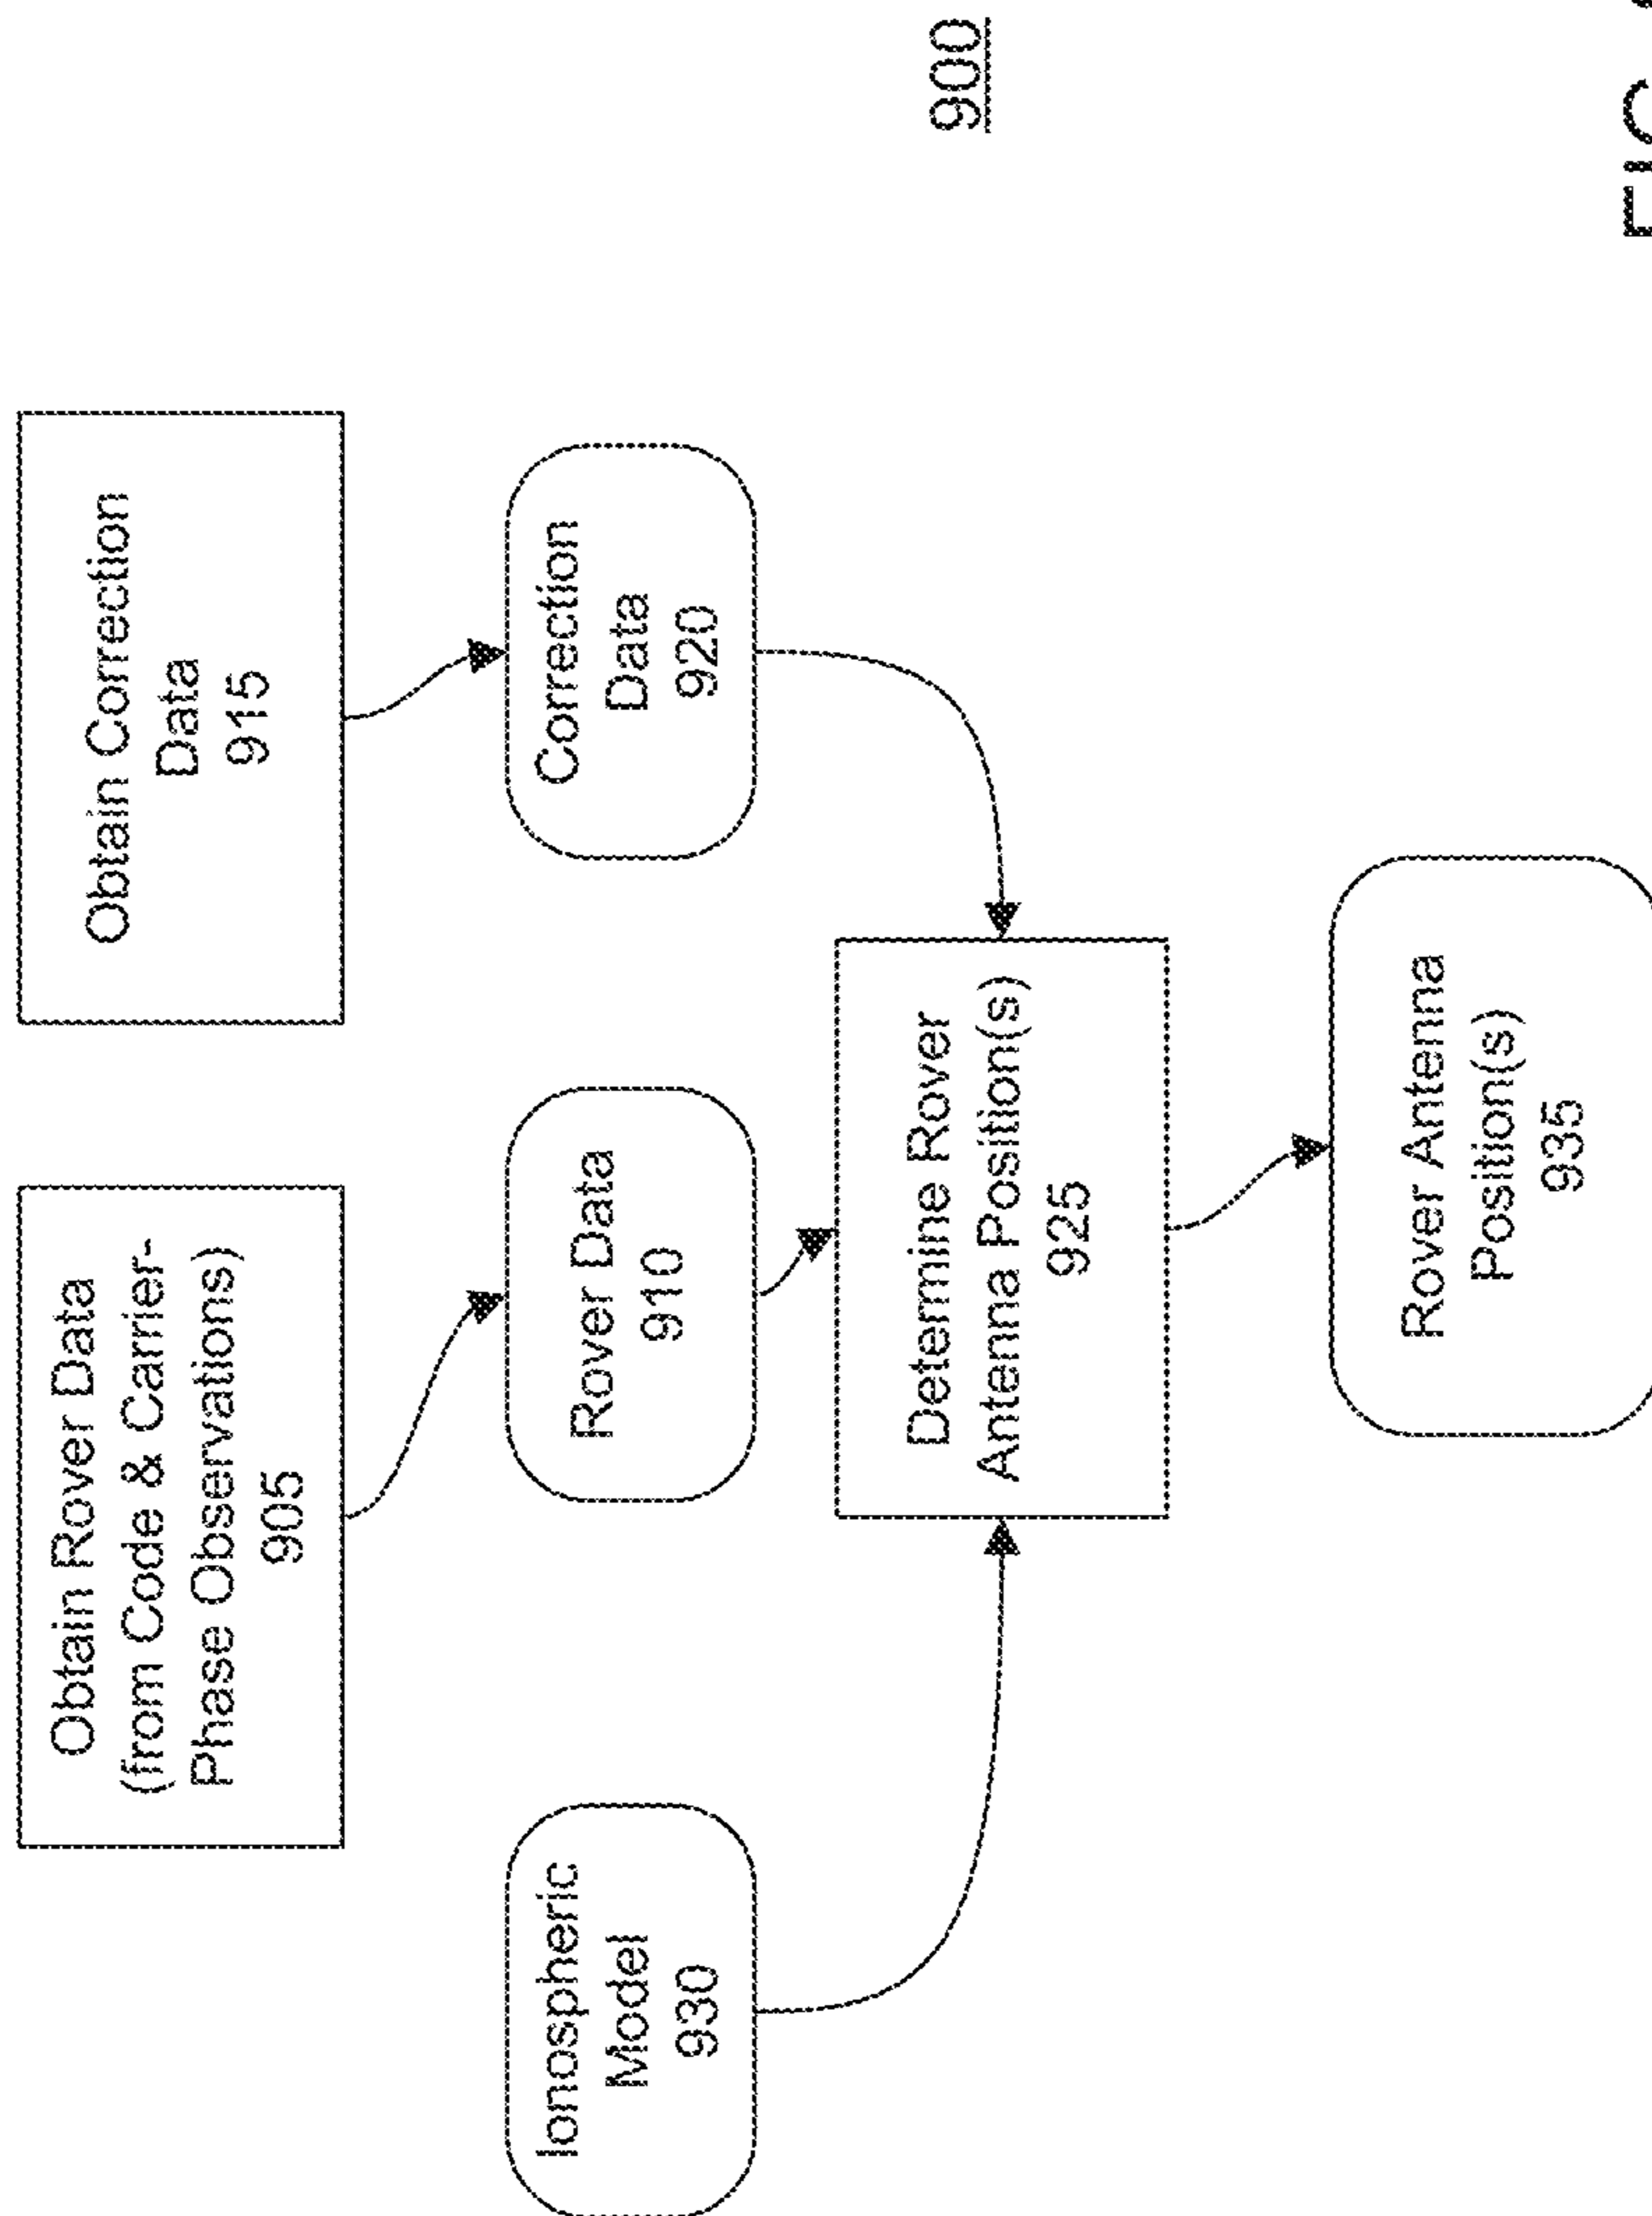 Obtain Rover Data
(from Code & Carrier-
Phase Observations)
905
Obtain Correction
Data
915
Ionospheric
Model
930
Rover Data
910
Correction
Data
920
Determine Rover
Antenna Position(s)
925
900
Rover Antenna
Position(s)
935